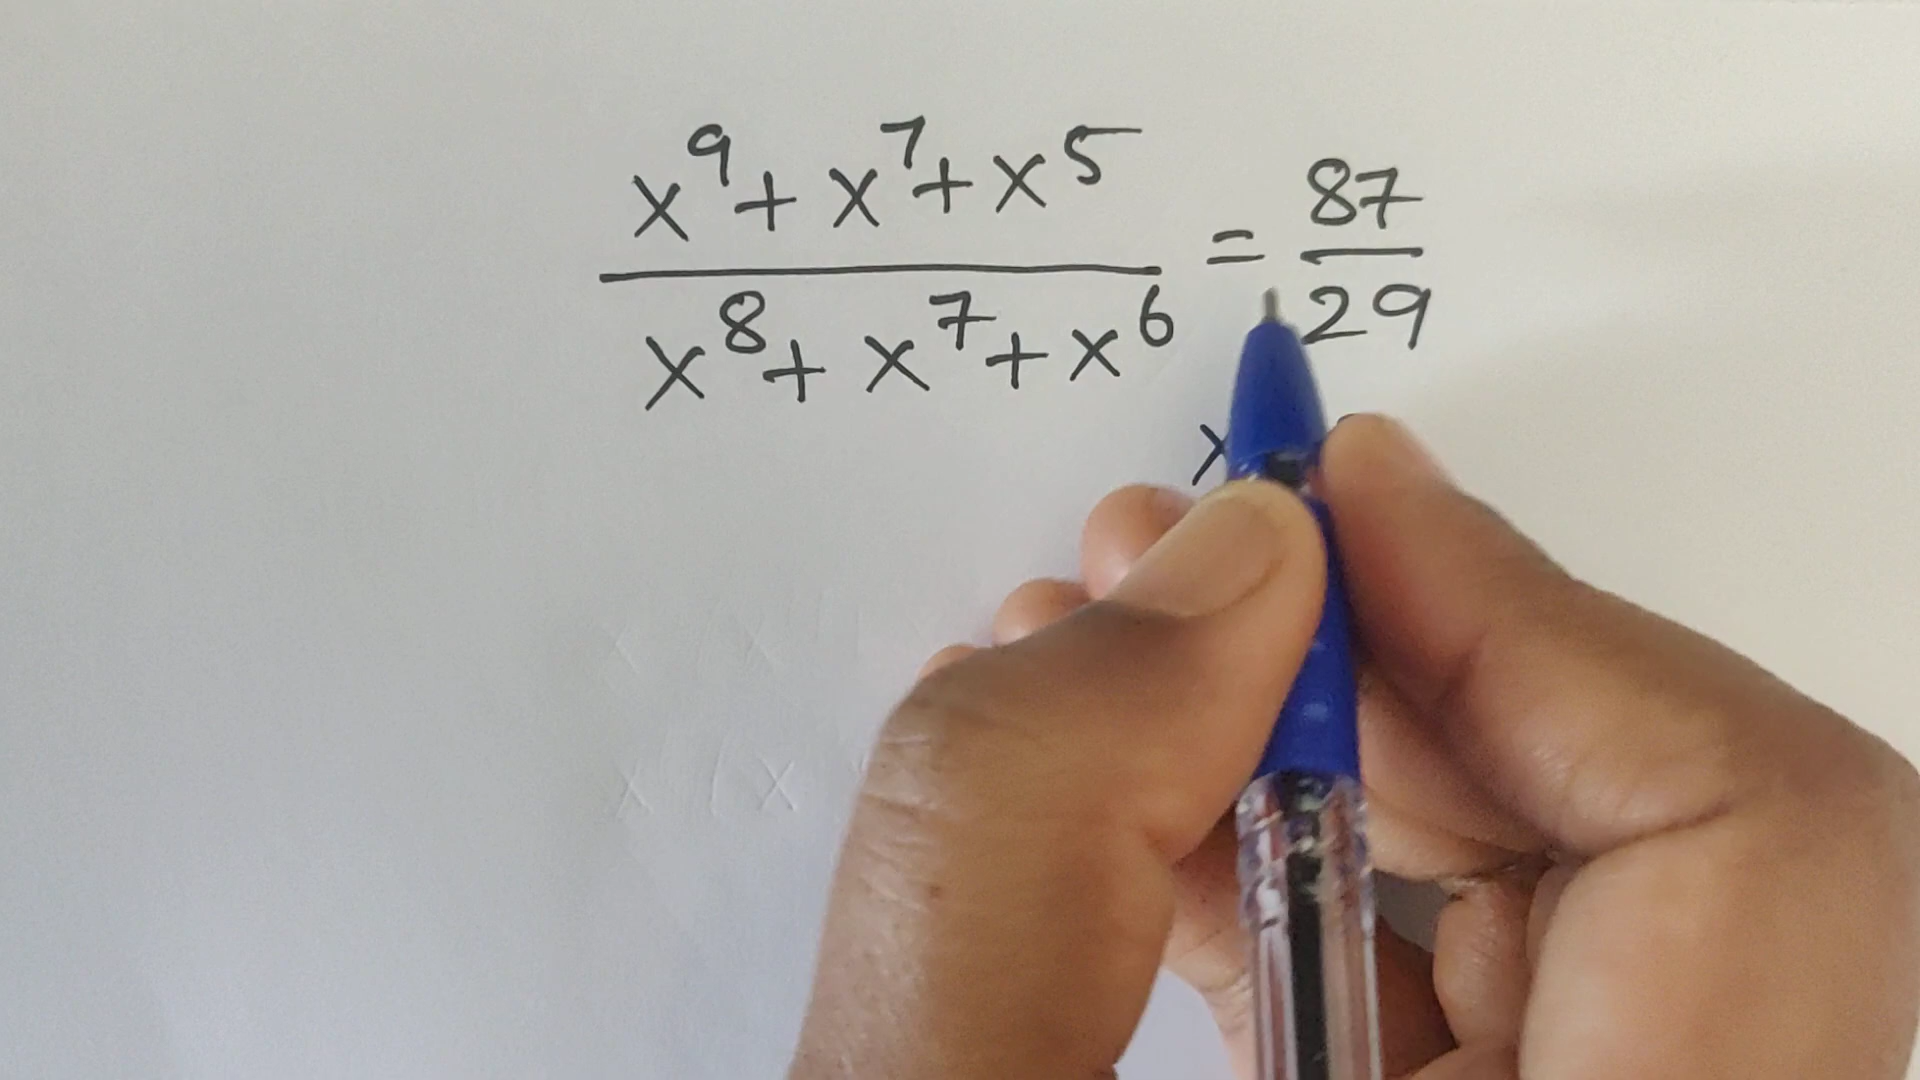 x⁹ + x⁷ + x⁵ / x⁸ + x⁷ + x⁶ = 87 / 29
x